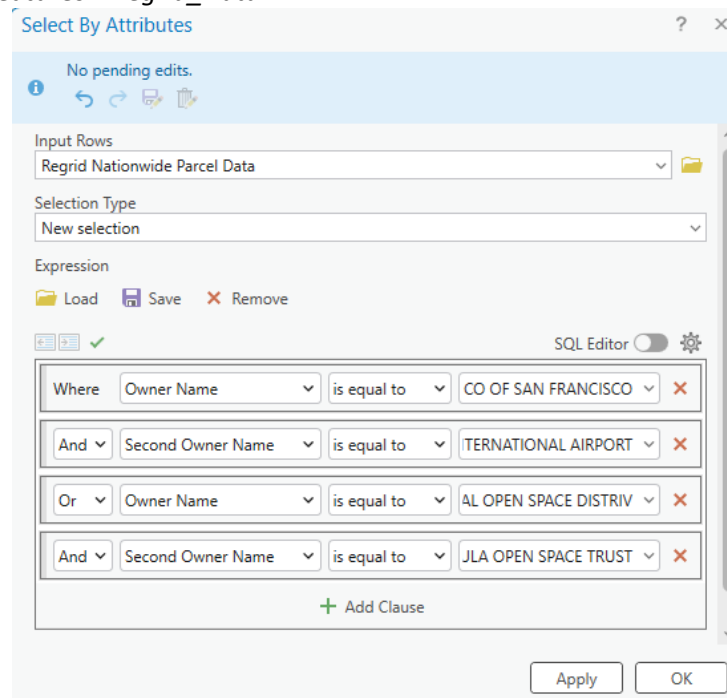 Select By Attributes ? ×
No pending edits.
Input Rows
Regrid Nationwide Parcel Data
Selection Type
New selection
Expression
Load Save Remove
SQL Editor
Where Owner Name is equal to CO OF SAN FRANCISCO
And Second Owner Name is equal to TERNATIONAL AIRPORT
Or Owner Name is equal to AL OPEN SPACE DISTRIV
And Second Owner Name is equal to JLA OPEN SPACE TRUST
+ Add Clause
Apply OK